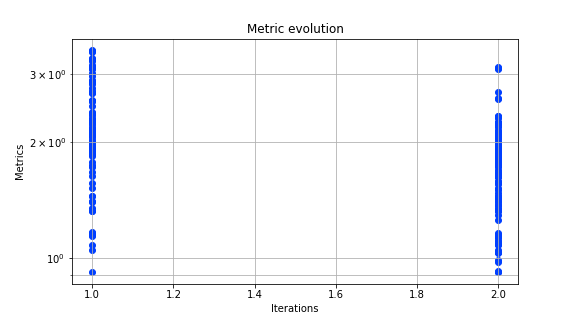 Metric evolution
3 × 10⁰
2 × 10⁰
10⁰
Metrics
1.0 1.2 1.4 1.6 1.8 2.0
Iterations